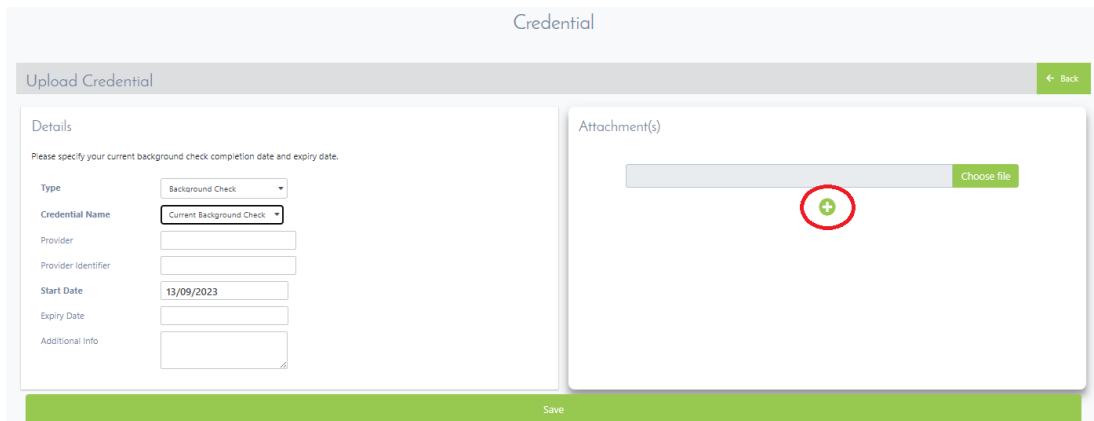 Credential
Upload Credential
← Back
Details
Please specify your current background check completion date and expiry date.
Type
Background Check
Credential Name
Current Background Check
Provider
Provider Identifier
Start Date
13/09/2023
Expiry Date
Additional Info
Attachment(s)
Choose file
Save